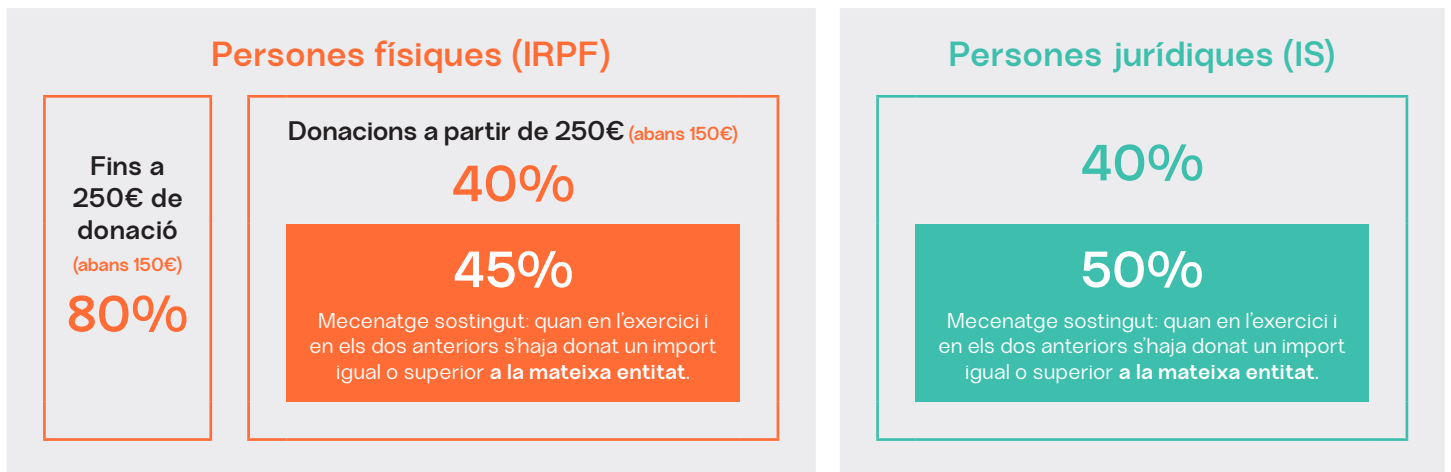 Persones físiques (IRPF)
Fins a
250€ de
donació
(abans 150€)
80%
Donacions a partir de 250€ (abans 150€)
40%
45%
Mecenatge sostingut: quan en l'exercici i
en els dos anteriors s'haja donat un import
igual o superior a la mateixa entitat.
Persones jurídiques (IS)
40%
50%
Mecenatge sostingut: quan en l'exercici i
en els dos anteriors s'haja donat un import
igual o superior a la mateixa entitat.